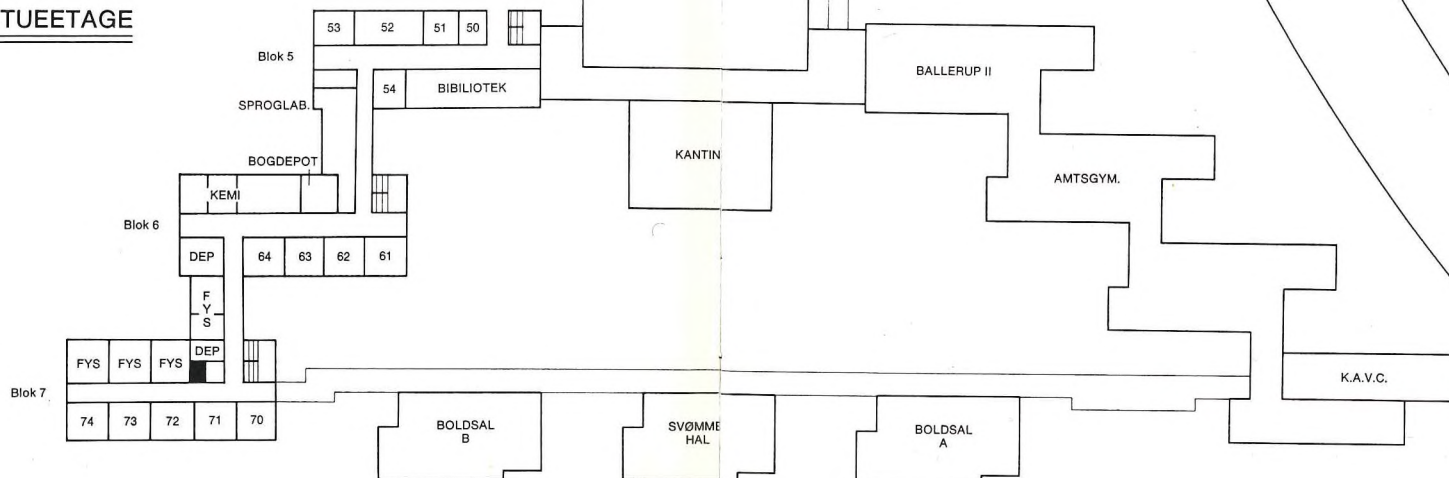 STUEETAGE
53
52
51
50
Blok 5
54
BIBILIOTEK
SPROGLAB.
BOGDEPOT
KEMI
Blok 6
DEP
64
63
62
61
F
Y
S
DEP
FYS
FYS
FYS
Blok 7
74
73
72
71
70
KANTIN
BALLERUP II
AMTSGYM.
K.A.V.C.
BOLDSAL
B
SVØMME
HAL
BOLDSAL
A